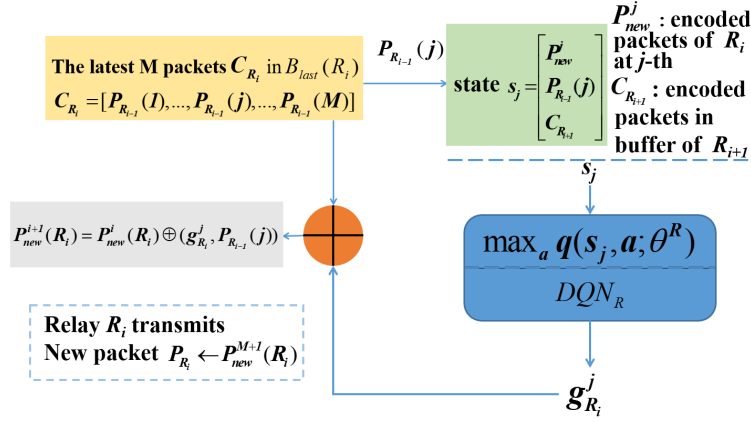 The latest M packets C_{R_i} in B_{last}(R_i)
C_{R_i} = [P_{R_{i-1}}(1),...,P_{R_{i-1}}(j),...,P_{R_{i-1}}(M)]
P_{R_{i-1}}(j)
state s_j = [P^j_{new}
P_{R_{i-1}}(j)
C_{R_{i+1}}]
P^j_{new} : encoded
packets of R_i
at j-th
C_{R_{i+1}} : encoded
packets in
buffer of R_{i+1}
s_j
max_a q(s_j, a; θ^R)
DQN_R
g^j_{R_i}
P^{i+1}_{new}(R_i) = P^i_{new}(R_i) ⊕ (g^j_{R_i}, P_{R_{i-1}}(j))
Relay R_i transmits
New packet P_{R_i} ← P^{M+1}_{new}(R_i)